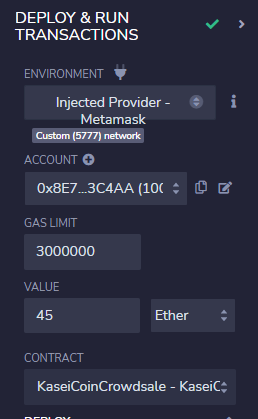 DEPLOY & RUN
TRANSACTIONS
ENVIRONMENT
Injected Provider -
Metamask
Custom (5777) network
ACCOUNT
0x8E7...3C4AA (100
GAS LIMIT
3000000
VALUE
45 Ether
CONTRACT
KaseiCoinCrowdsale - KaseiC
DEPLOY